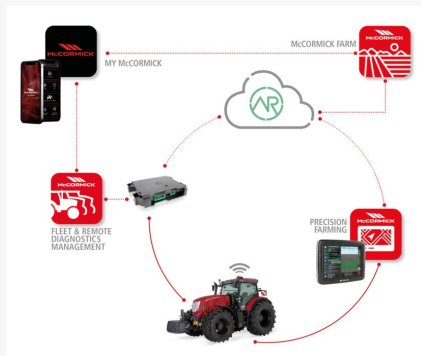 McCORMICK
MY McCORMICK
McCORMICK FARM
McCORMICK
AR
McCORMICK
FLEET & REMOTE
DIAGNOSTICS
MANAGEMENT
PRECISION
FARMING
McCORMICK